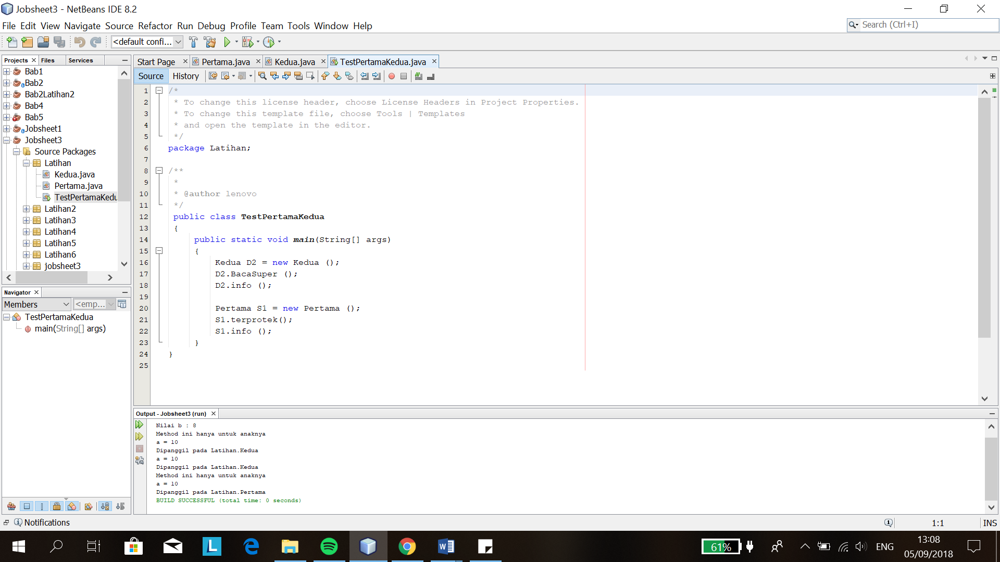 Jobsheet3 - NetBeans IDE 8.2
File Edit View Navigate Source Refactor Run Debug Profile Team Tools Window Help
Search (Ctrl+I)
<default confi...
Projects Files Services
Bab1
Bab2
Bab2Latihan2
Bab4
Bab5
Jobsheet1
Jobsheet3
Source Packages
Latihan
Kedua.java
Pertama.java
TestPertamaKedu
Latihan2
Latihan3
Latihan4
Latihan5
Latihan6
jobsheet3
Navigator
Members <emp...
TestPertamaKedua
main(String[] args)
Start Page Pertama.java Kedua.java TestPertamaKedua.java
Source History
1 /*
2 * To change this license header, choose License Headers in Project Properties.
3 * To change this template file, choose Tools | Templates
4 * and open the template in the editor.
5 */
6 package Latihan;
7
8 /**
9 *
10 * @author lenovo
11 */
12 public class TestPertamaKedua
13 {
14 public static void main(String[] args)
15 {
16 Kedua D2 = new Kedua ();
17 D2.BacaSuper ();
18 D2.info ();
19
20 Pertama S1 = new Pertama ();
21 S1.terprotek();
22 S1.info ();
23 }
24 }
25
Output - Jobsheet3 (run)
Nilai b : 8
Method ini hanya untuk anaknya
a = 10
Dipanggil pada Latihan.Kedua
a = 10
Dipanggil pada Latihan.Kedua
Method ini hanya untuk anaknya
a = 10
Dipanggil pada Latihan.Pertama
BUILD SUCCESSFUL (total time: 0 seconds)
Notifications
1:1 INS
61%
ENG
13:08
05/09/2018